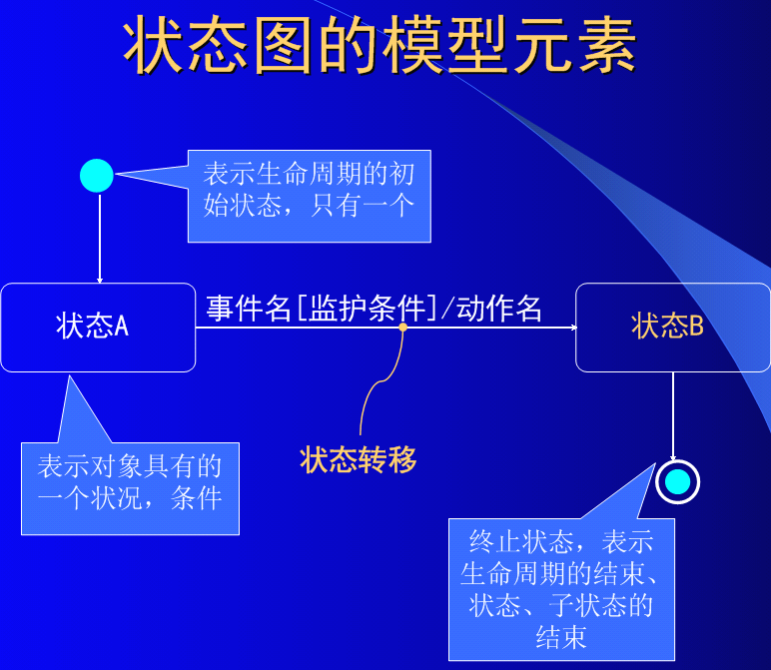 状态图的模型元素
表示生命周期的初
始状态，只有一个
事件名[监护条件]/动作名
状态A
状态B
状态转移
表示对象具有的
一个状况，条件
终止状态，表示
生命周期的结束、
状态、子状态的
结束